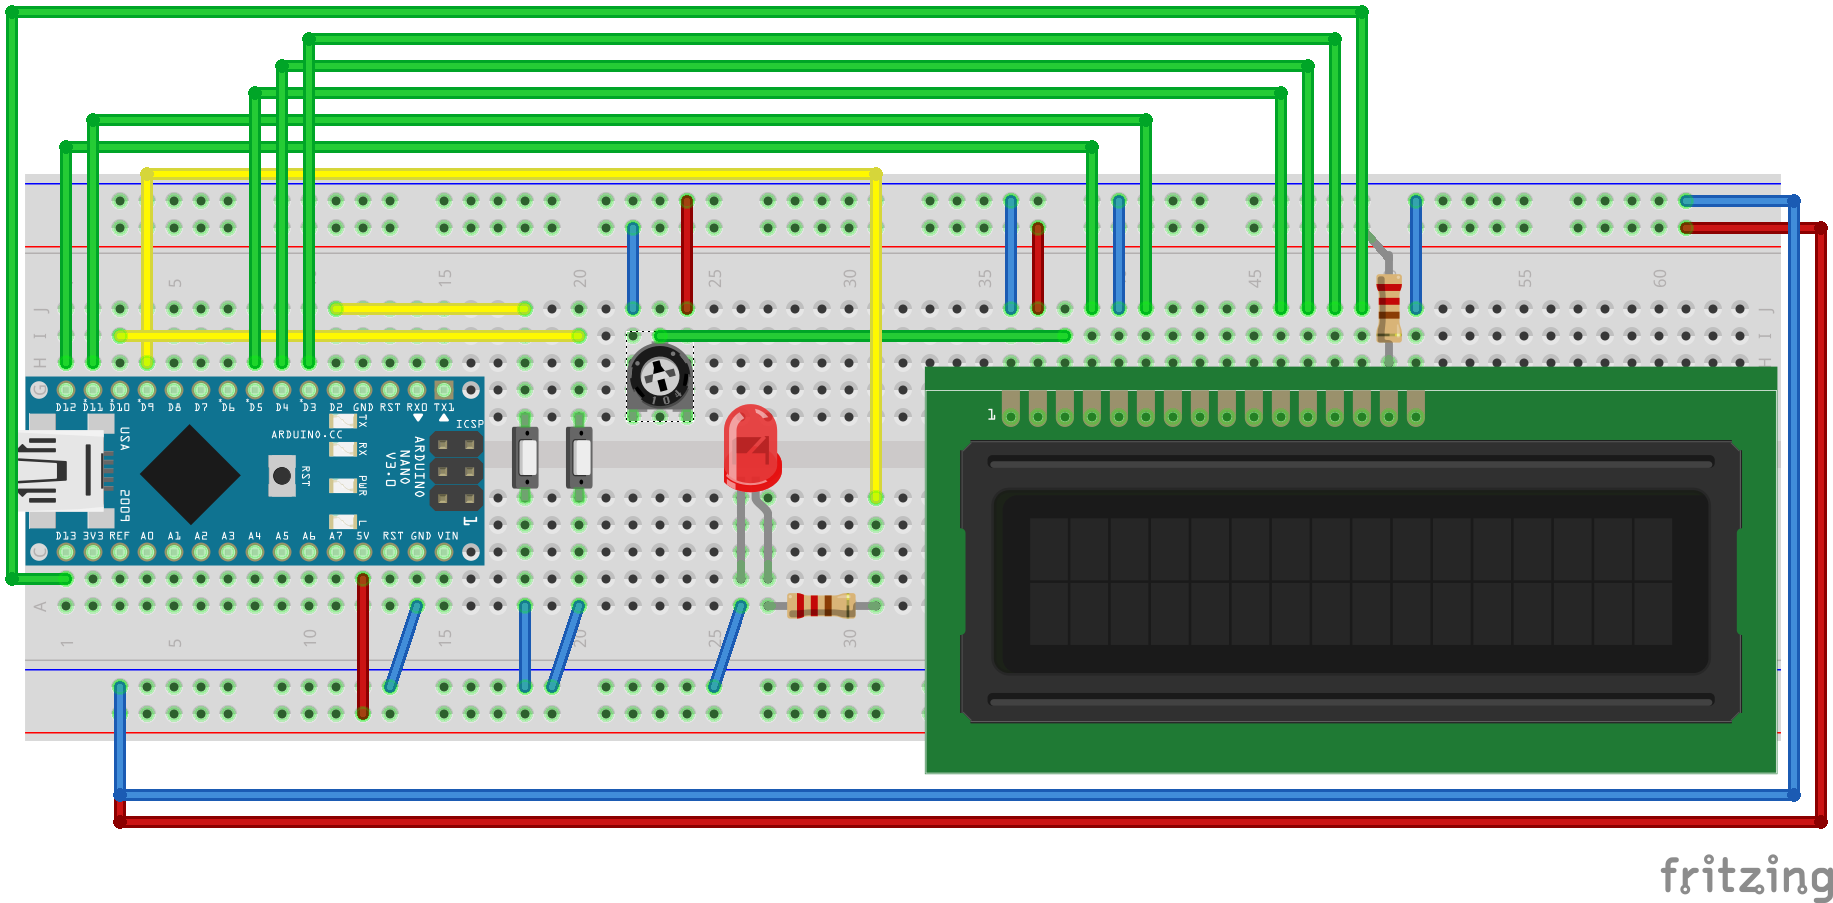 5 15 20 25 30 35 45 55 60
J J
I I
H H
G
D12 D11 D10 D9 D8 D7 D6 D5 D4 D3 D2 GND RST RX0 TX1
104
1
TX
ICSP
ARDUINO.CC
USA
RX
ARDUINO
NANO
V3.0
RST
PWR
2009
L
1
D13 3V3 REF A0 A1 A2 A3 A4 A5 A6 A7 5V RST GND VIN
C
A
1 5 10 15 20 25 30
fritzing